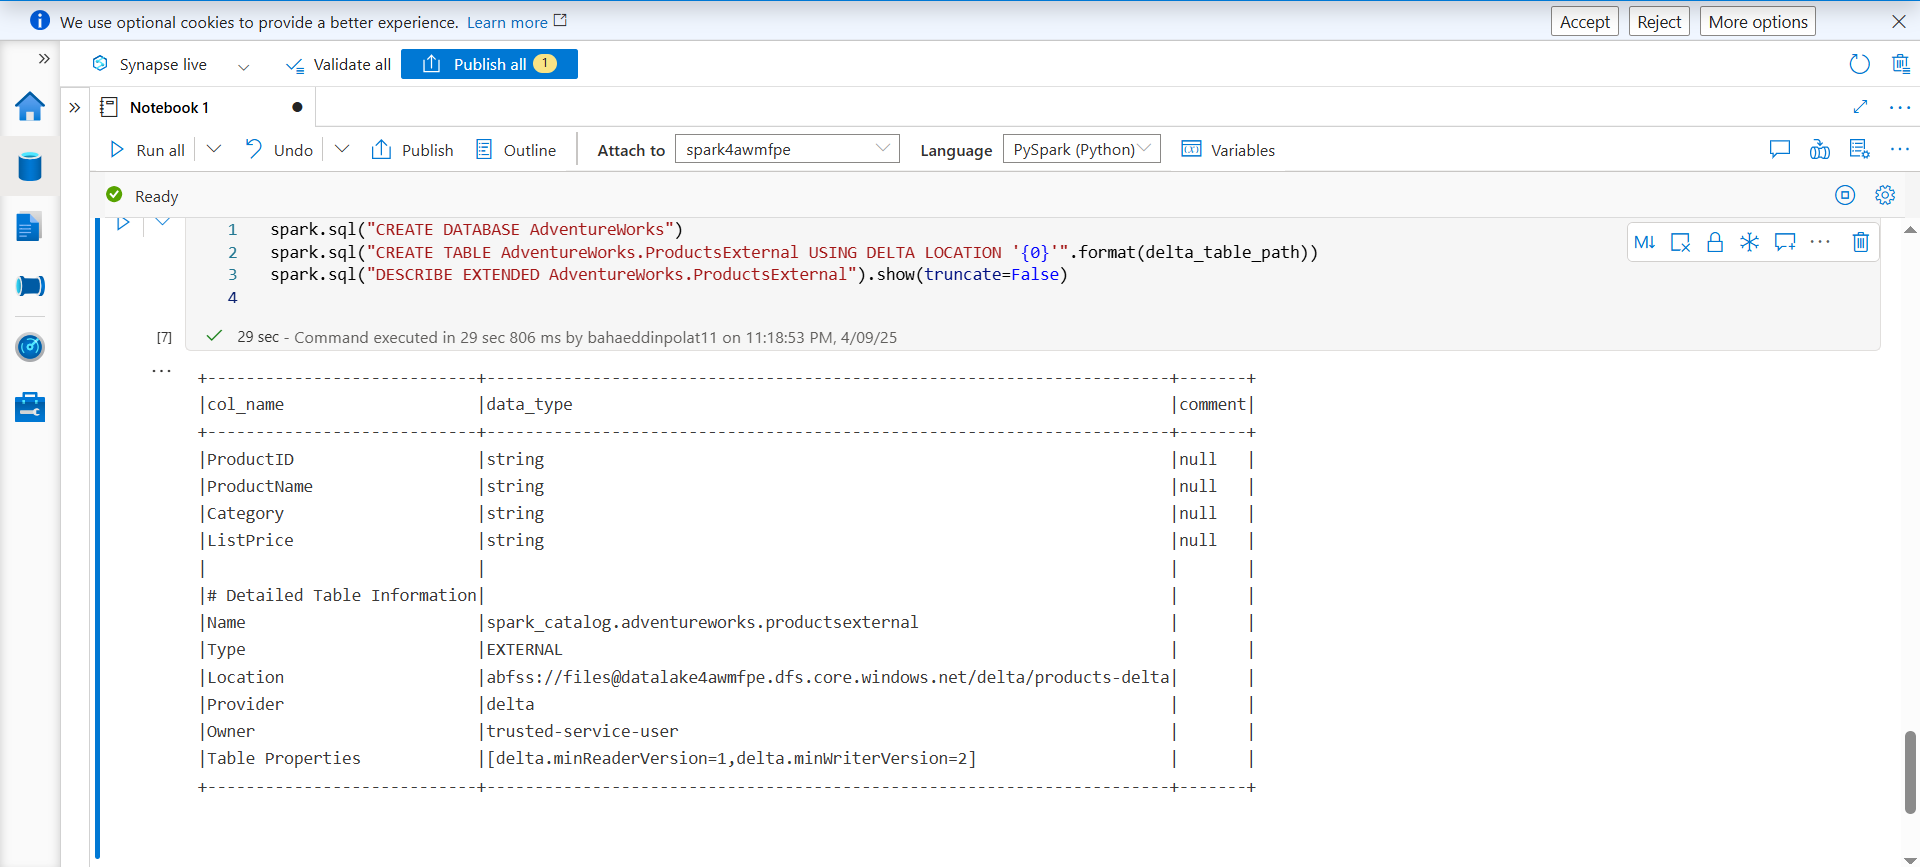 We use optional cookies to provide a better experience. Learn more
Accept
Reject
More options
Synapse live
Validate all
Publish all 1
Notebook 1
Run all
Undo
Publish
Outline
Attach to
spark4awmfpe
Language
PySpark (Python)
Variables
Ready
1 spark.sql("CREATE DATABASE AdventureWorks")
2 spark.sql("CREATE TABLE AdventureWorks.ProductsExternal USING DELTA LOCATION '{0}'".format(delta_table_path))
3 spark.sql("DESCRIBE EXTENDED AdventureWorks.ProductsExternal").show(truncate=False)
4
M↓
[7] 29 sec - Command executed in 29 sec 806 ms by bahaeddinpolat11 on 11:18:53 PM, 4/09/25
+----------------------------+-----------------------------------------------------------------------+-------+
|col_name                    |data_type                                                              |comment|
+----------------------------+-----------------------------------------------------------------------+-------+
|ProductID                   |string                                                                 |null   |
|ProductName                 |string                                                                 |null   |
|Category                    |string                                                                 |null   |
|ListPrice                   |string                                                                 |null   |
|                            |                                                                       |       |
|# Detailed Table Information|                                                                       |       |
|Name                        |spark_catalog.adventureworks.productsexternal                          |       |
|Type                        |EXTERNAL                                                               |       |
|Location                    |abfss://files@datalake4awmfpe.dfs.core.windows.net/delta/products-delta|       |
|Provider                    |delta                                                                  |       |
|Owner                       |trusted-service-user                                                   |       |
|Table Properties            |[delta.minReaderVersion=1,delta.minWriterVersion=2]                    |       |
+----------------------------+-----------------------------------------------------------------------+-------+